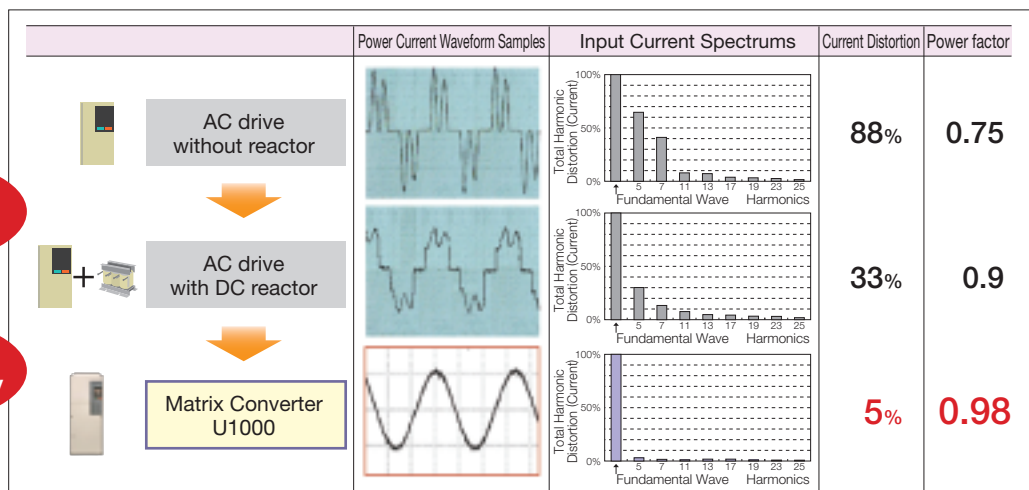 Power Current Waveform Samples
Input Current Spectrums
Current Distortion
Power factor
AC drive
without reactor
Total Harmonic
Distortion (Current)
100%
50%
0%
5 7 11 13 17 19 23 25
Fundamental Wave Harmonics
88%
0.75
+
AC drive
with DC reactor
Total Harmonic
Distortion (Current)
100%
50%
0%
5 7 11 13 17 19 23 25
Fundamental Wave Harmonics
33%
0.9
Matrix Converter
U1000
Total Harmonic
Distortion (Current)
100%
50%
0%
5 7 11 13 17 19 23 25
Fundamental Wave Harmonics
5%
0.98